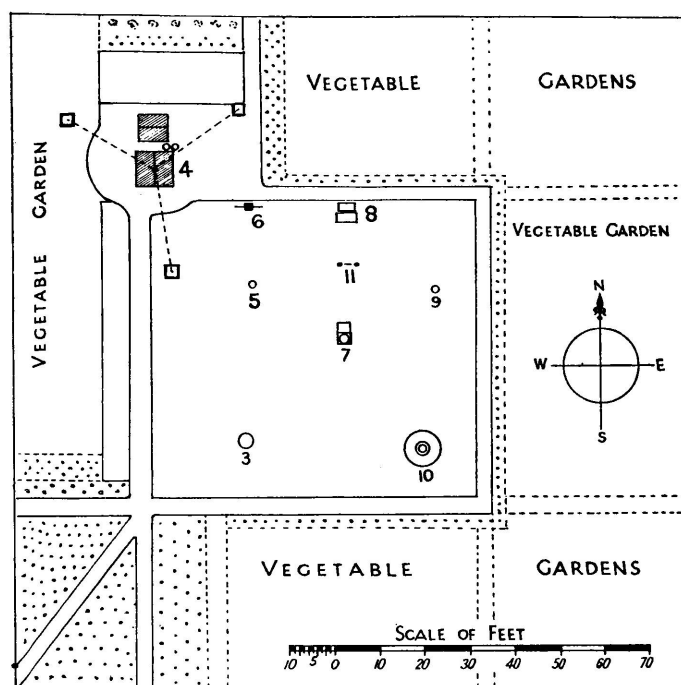 VEGETABLE GARDENS
VEGETABLE GARDEN
4
6
8
VEGETABLE GARDEN
11
5
9
N
7
W E
S
3
10
VEGETABLE GARDENS
SCALE OF FEET
10 5 0 10 20 30 40 50 60 70